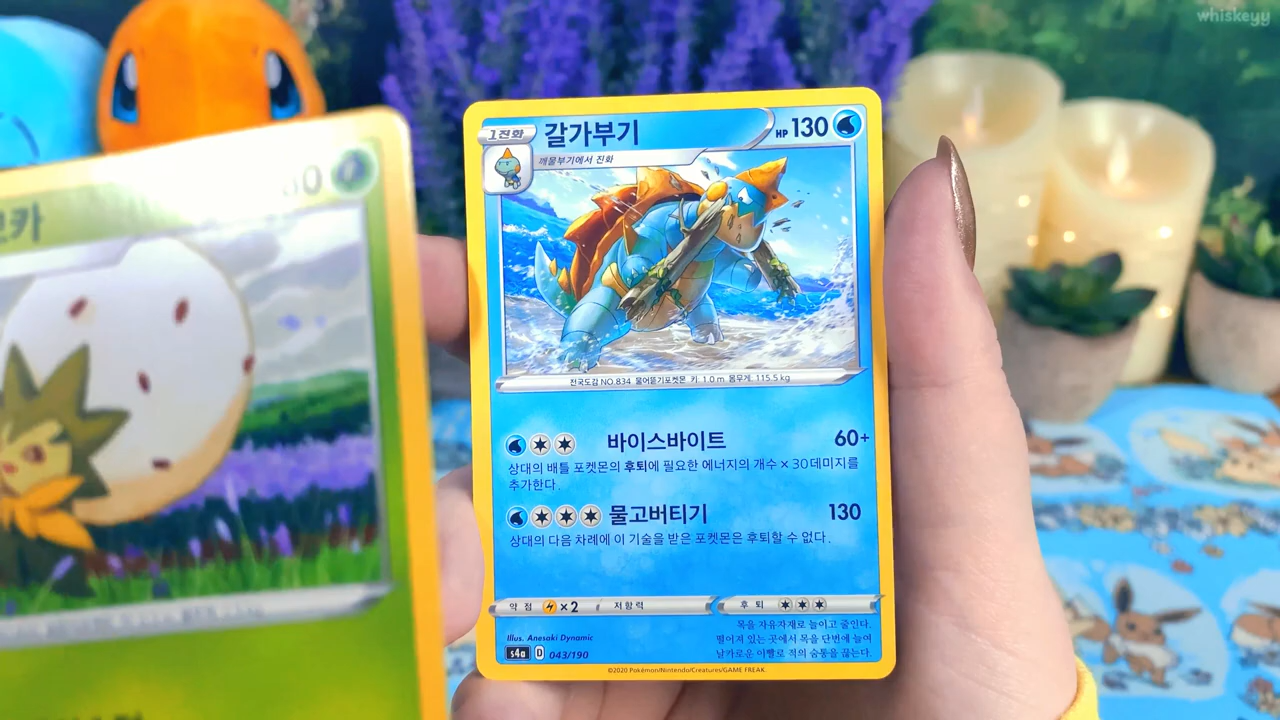 whiskeyy
80
모카
1진화
갈가부기
HP 130
깨물부기에서 진화
전국도감 NO.834 물어뜯기포켓몬 키 1.0m 몸무게 115.5kg
바이스바이트 60+
상대의 배틀 포켓몬의 후퇴에 필요한 에너지의 개수 × 30데미지를
추가한다.
물고버티기 130
상대의 다음 차례에 이 기술을 받은 포켓몬은 후퇴할 수 없다.
약점 ×2 저항력 후퇴
목을 자유자재로 늘이고 줄인다.
떨어져 있는 곳에서 목을 단번에 늘여
날카로운 이빨로 적의 숨통을 끊는다.
Illus. Anesaki Dynamic
s4a D 043/190
©2020 Pokémon/Nintendo/Creatures/GAME FREAK.